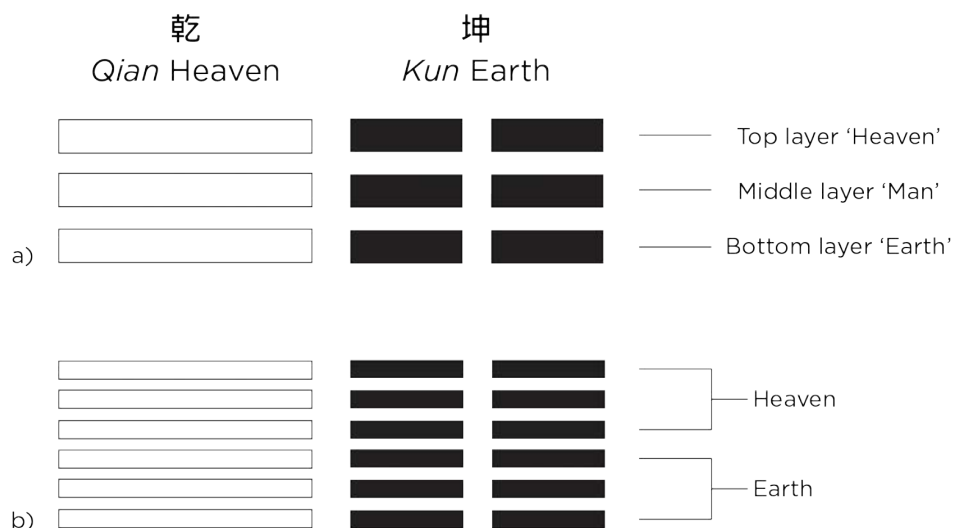 乾
坤
Qian Heaven
Kun Earth
Top layer ‘Heaven’
Middle layer ‘Man’
a)
Bottom layer ‘Earth’
Heaven
Earth
b)